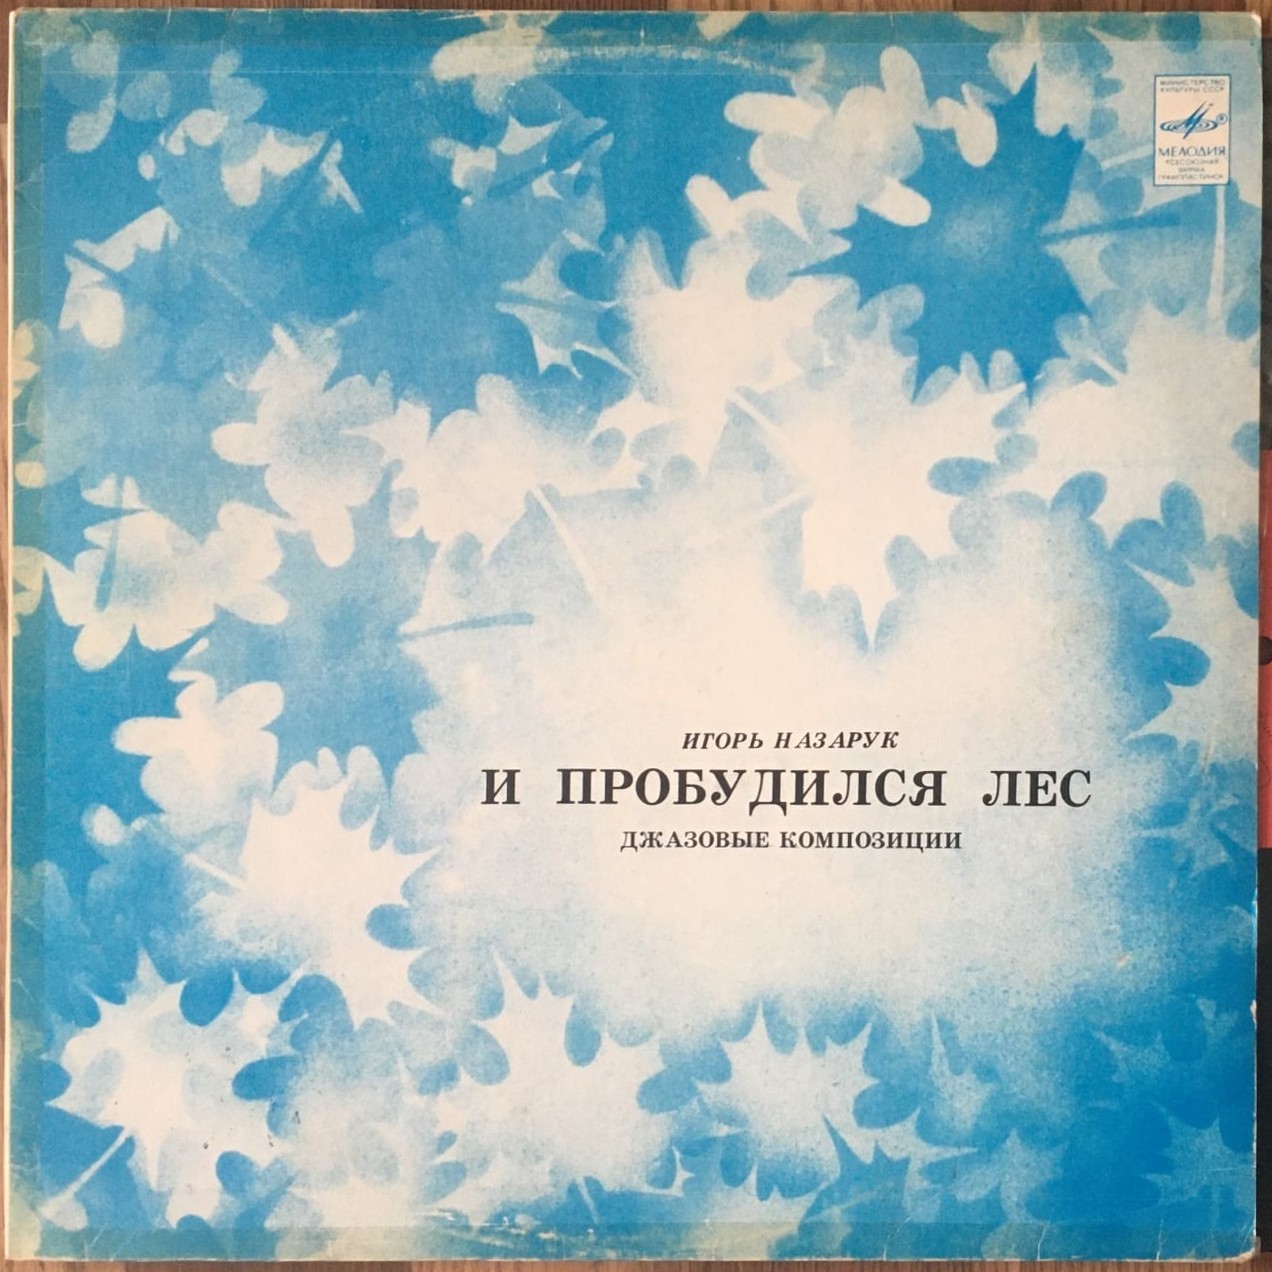 МИНИСТЕРСТВО
КУЛЬТУРЫ СССР
МЕЛОДИЯ
ВСЕСОЮЗНАЯ
ФИРМА
ГРАМПЛАСТИНОК
ИГОРЬ НАЗАРУК
И ПРОБУДИЛСЯ ЛЕС
ДЖАЗОВЫЕ КОМПОЗИЦИИ